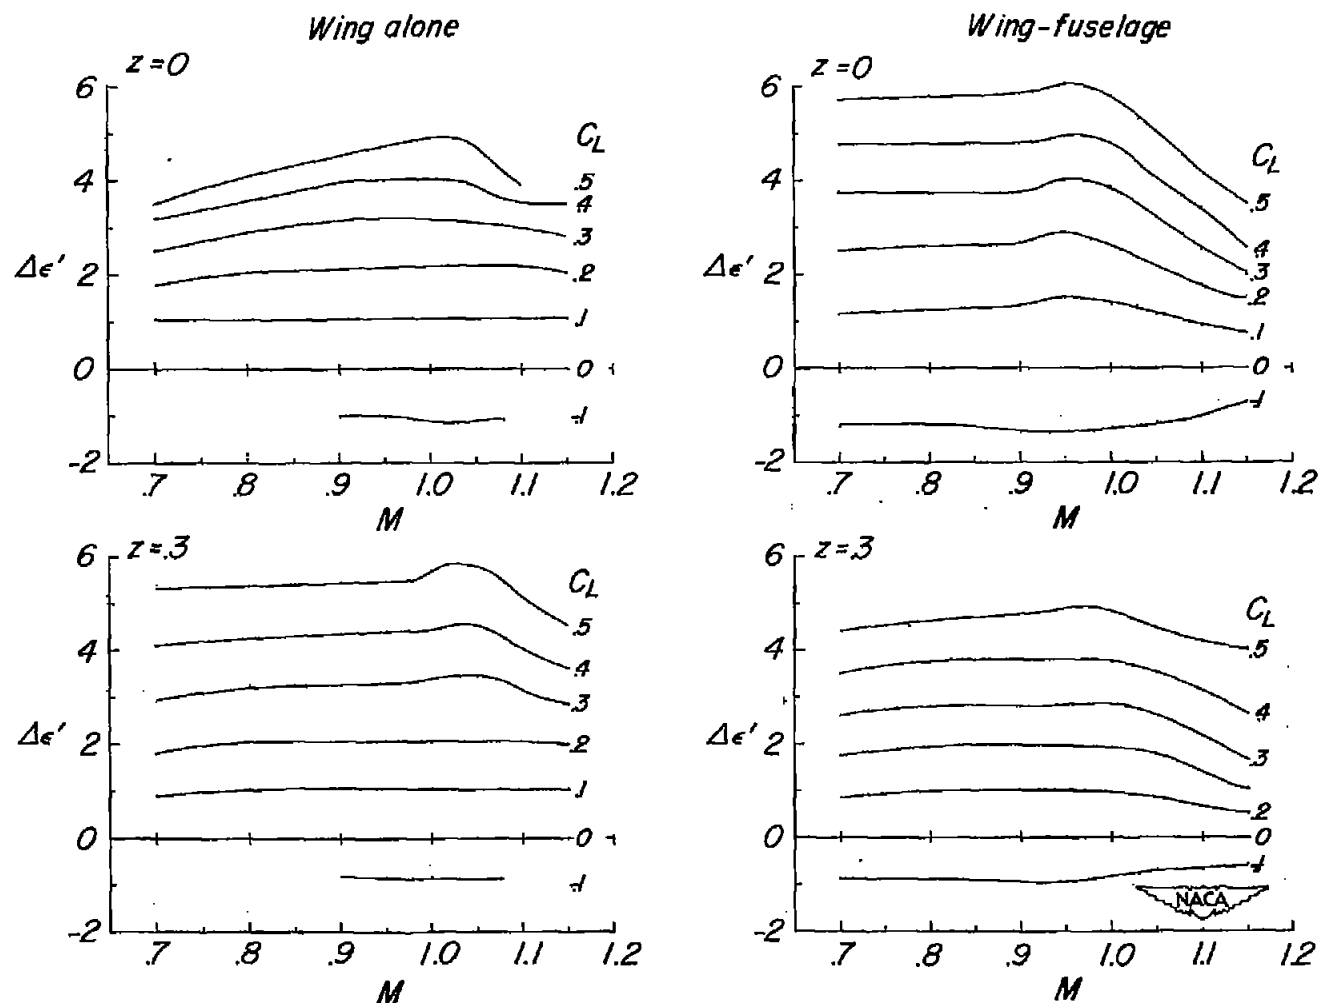 Wing alone
Wing-fuselage
z=0
6
4
Δϵ'
2
0
-2
C_L
.5
.4
.3
.2
.1
0
-.1
.7 .8 .9 1.0 1.1 1.2
M
z=0
6
4
Δϵ'
2
0
-2
C_L
.5
.4
.3
.2
.1
0
-.1
.7 .8 .9 1.0 1.1 1.2
M
z=.3
6
4
Δϵ'
2
0
-2
C_L
.5
.4
.3
.2
.1
0
-.1
.7 .8 .9 1.0 1.1 1.2
M
z=.3
6
4
Δϵ'
2
0
-2
C_L
.5
.4
.3
.2
0
-.1
NACA
.7 .8 .9 1.0 1.1 1.2
M